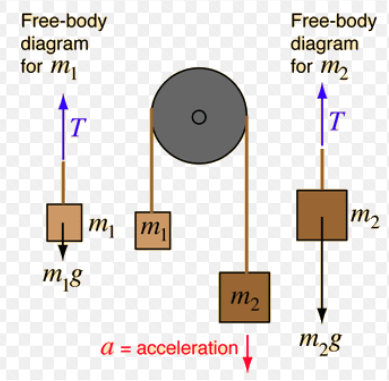 Free-body
diagram
for m₁
T
m₁
m₁g
m₁
m₂
a = acceleration
Free-body
diagram
for m₂
T
m₂
m₂g